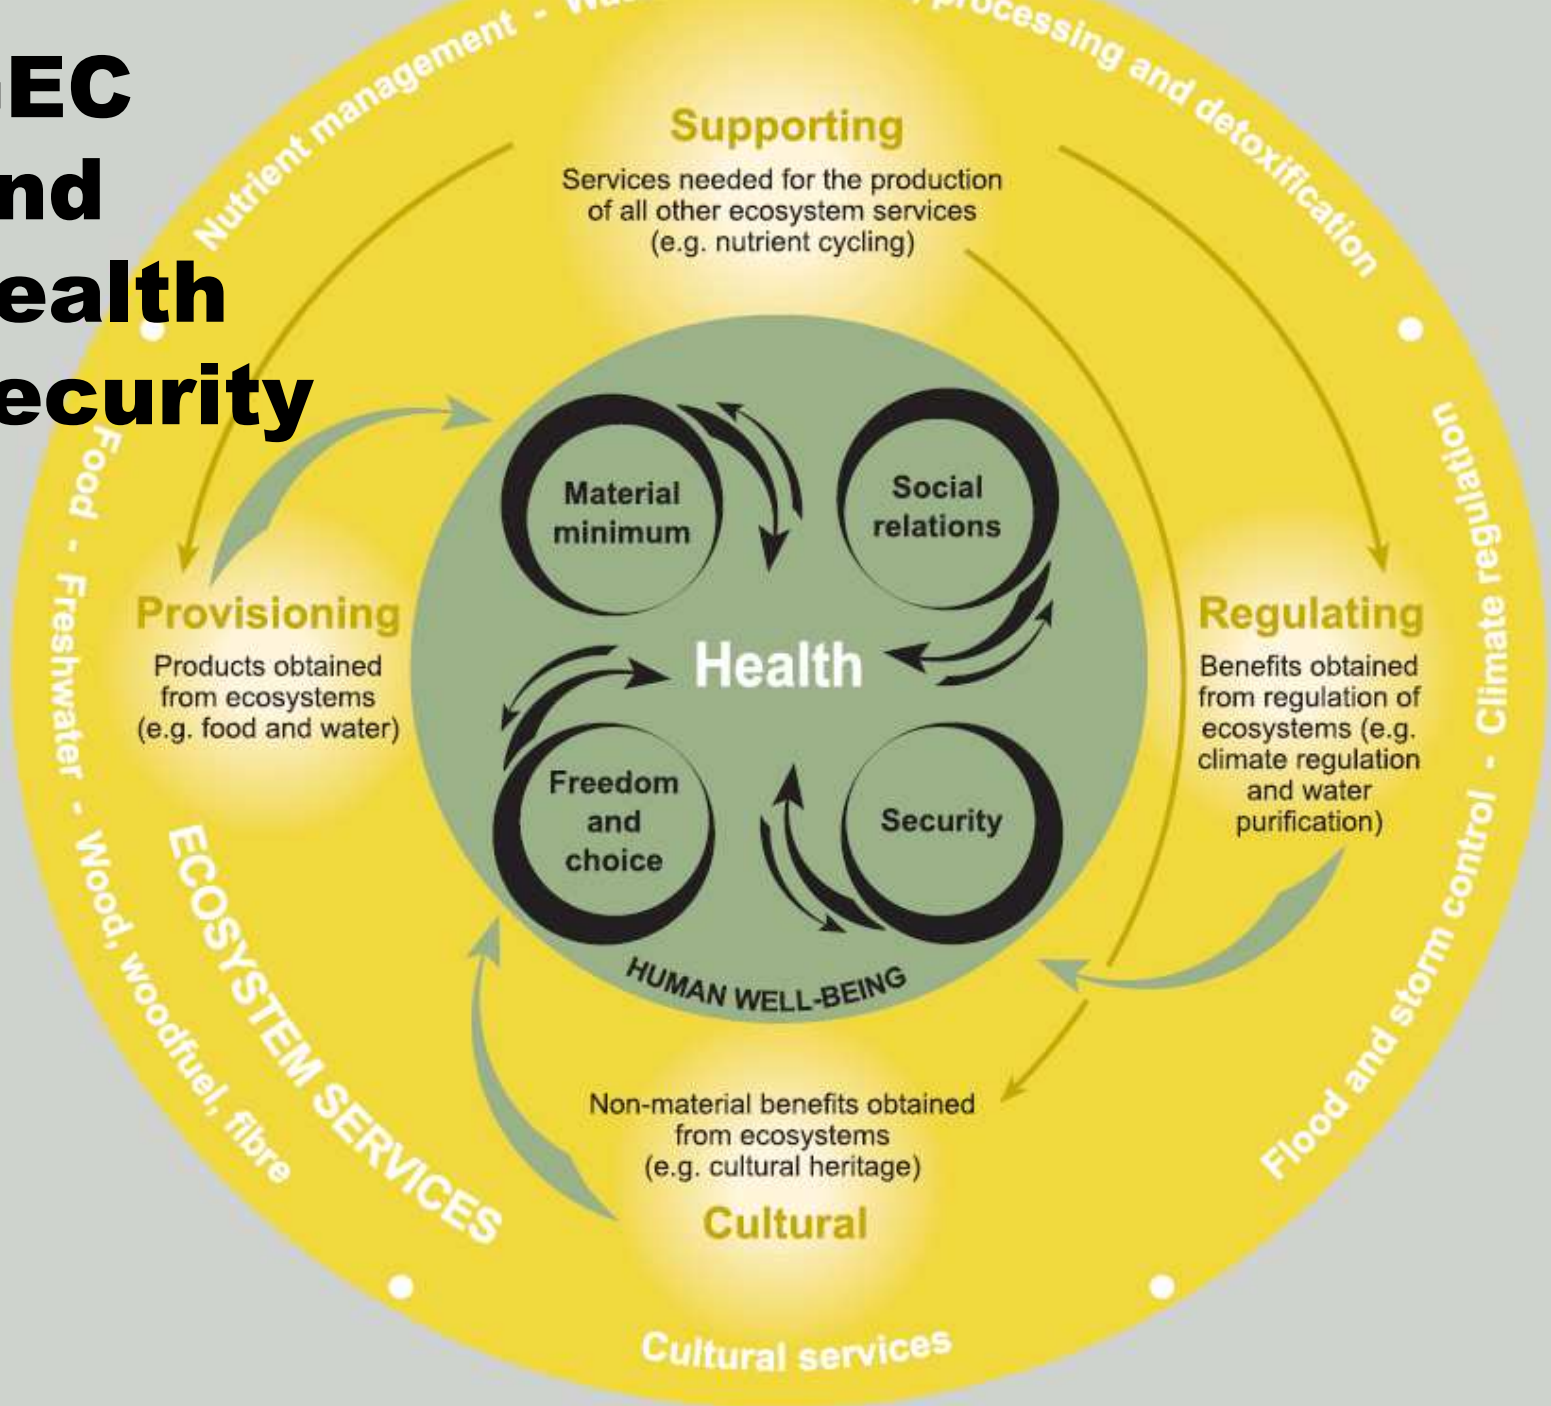 EC
nd
ealth
ecurity
Nutrient management -
processing and detoxification
Supporting
Services needed for the production
of all other ecosystem services
(e.g. nutrient cycling)
Food - Freshwater - Wood, woodfuel, fibre
Climate regulation - Flood and storm control
Material
minimum
Social
relations
Provisioning
Products obtained
from ecosystems
(e.g. food and water)
Health
Regulating
Benefits obtained
from regulation of
ecosystems (e.g.
climate regulation
and water
purification)
Freedom
and
choice
Security
HUMAN WELL-BEING
ECOSYSTEM SERVICES
Non-material benefits obtained
from ecosystems
(e.g. cultural heritage)
Cultural
Cultural services